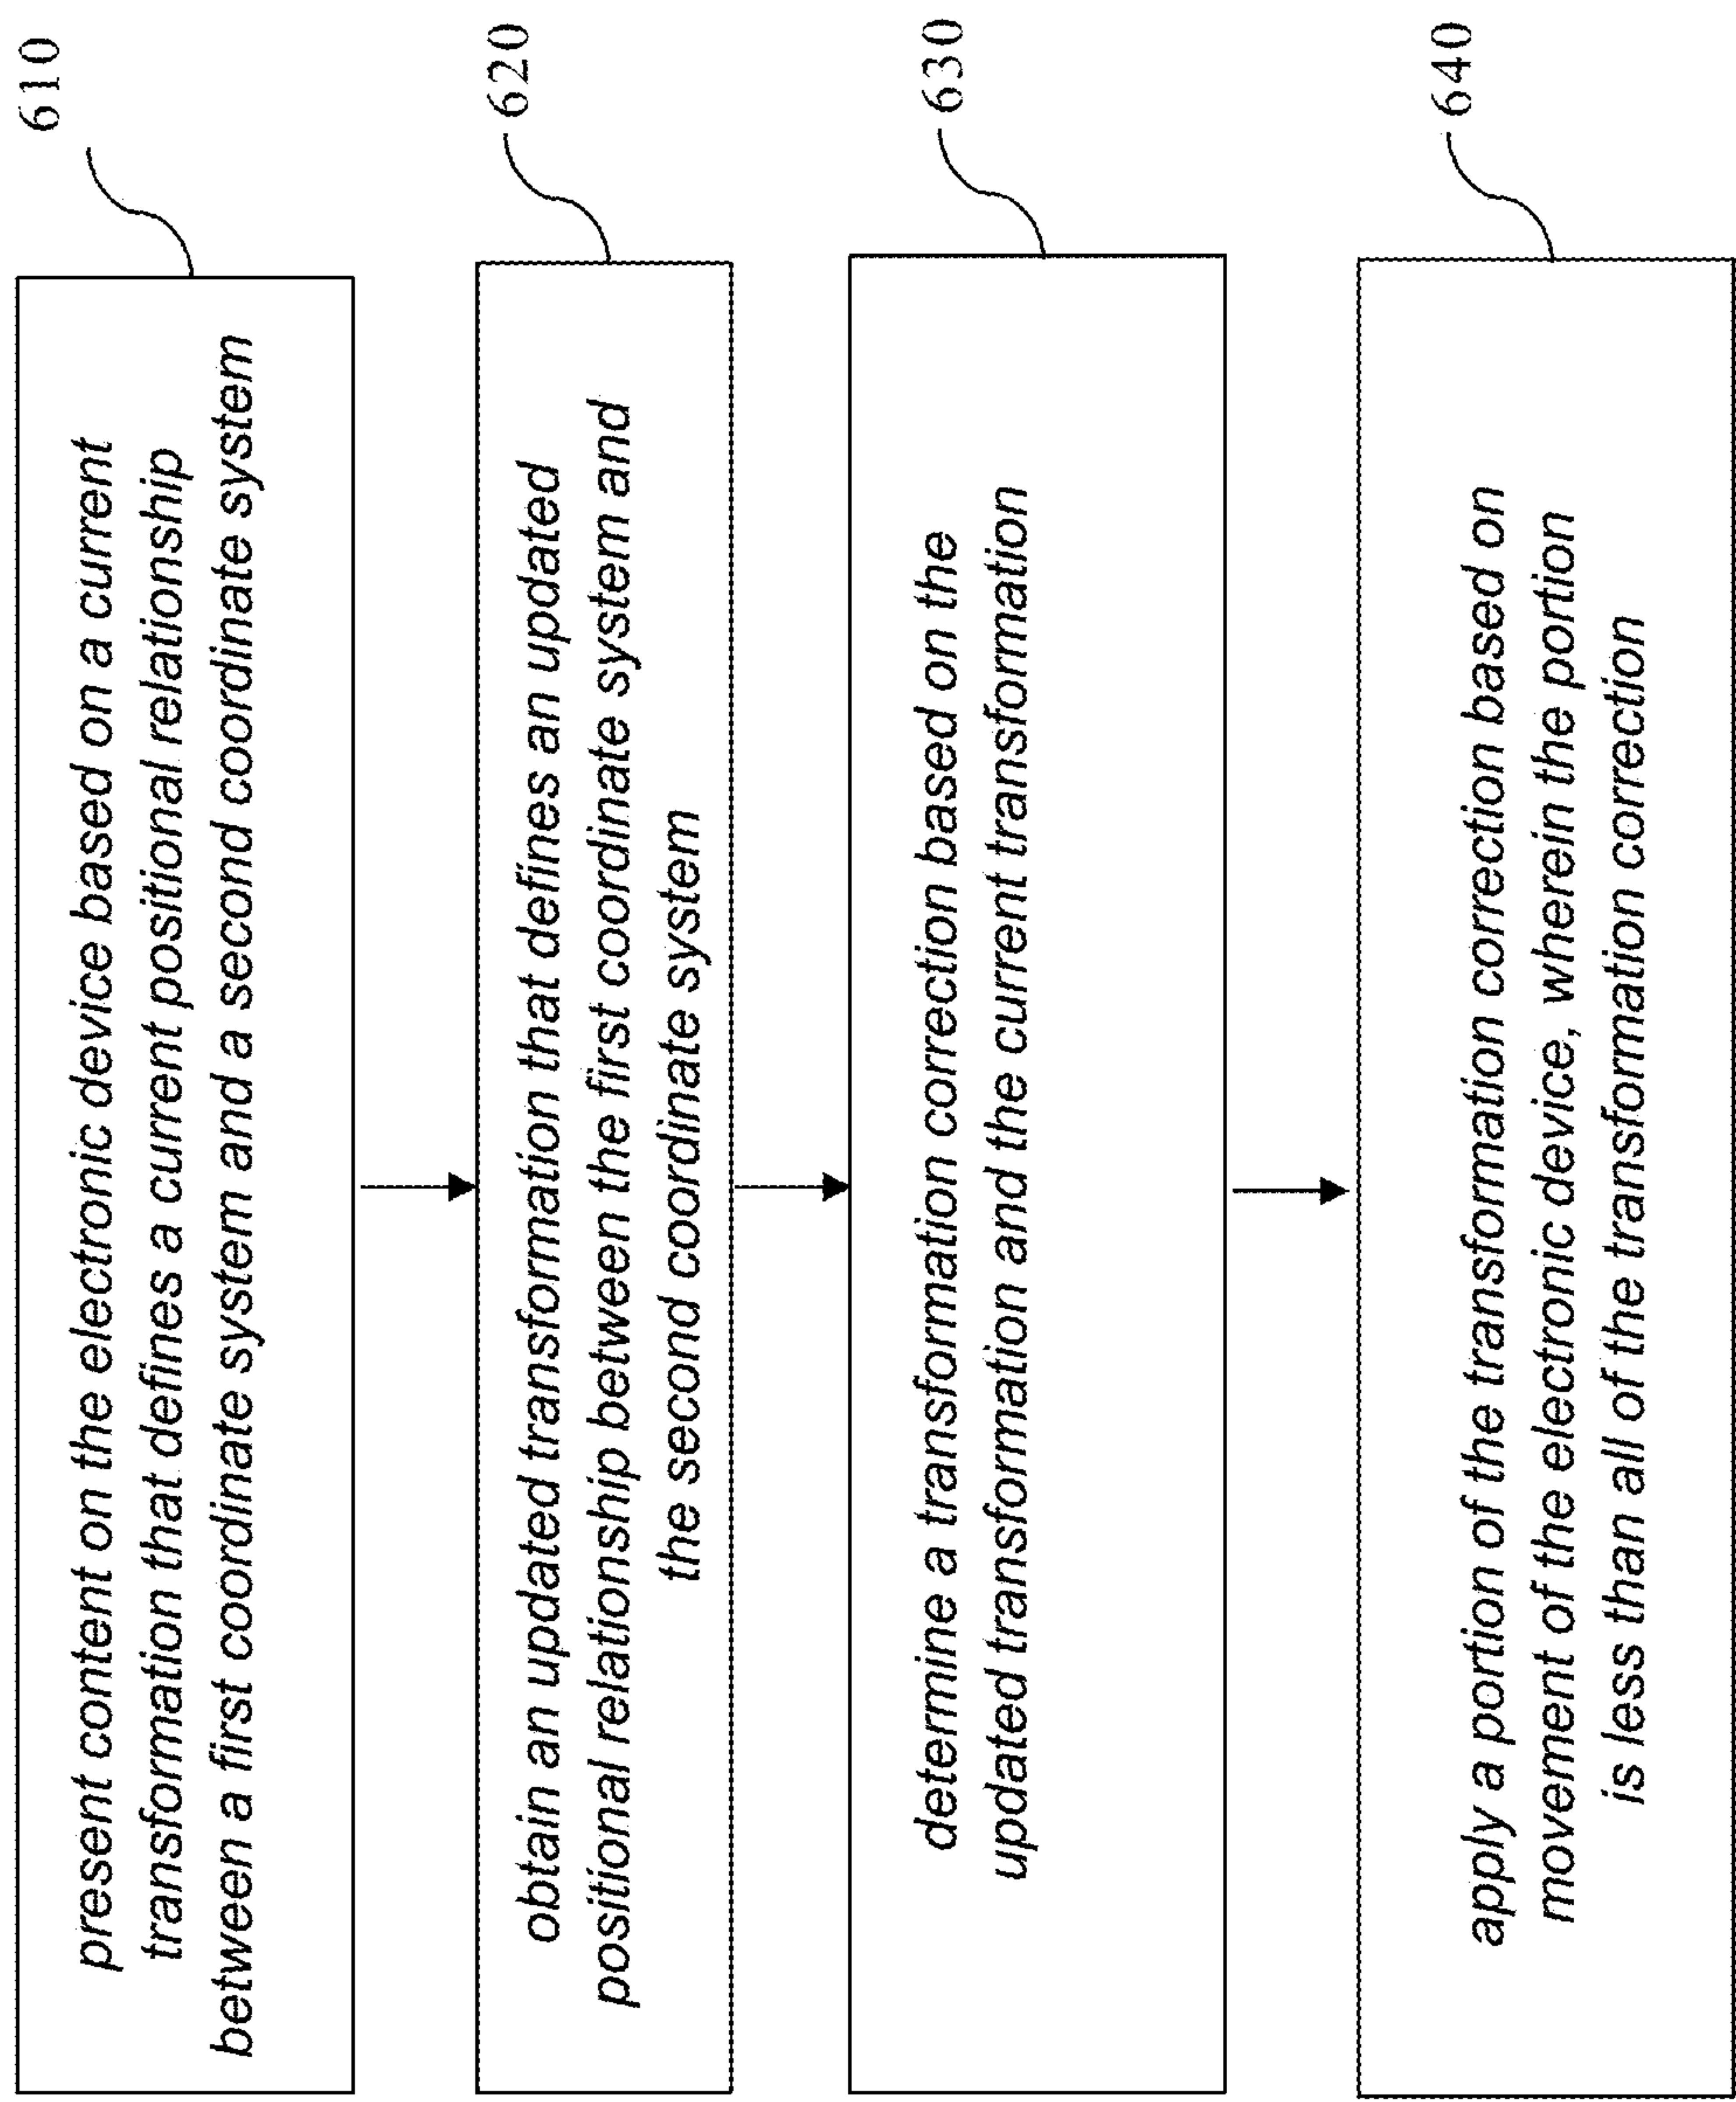 610
present content on the electronic device based on a current
transformation that defines a current positional relationship
between a first coordinate system and a second coordinate system
620
obtain an updated transformation that defines an updated
positional relationship between the first coordinate system and
the second coordinate system
630
determine a transformation correction based on the
updated transformation and the current transformation
640
apply a portion of the transformation correction based on
movement of the electronic device, wherein the portion
is less than all of the transformation correction